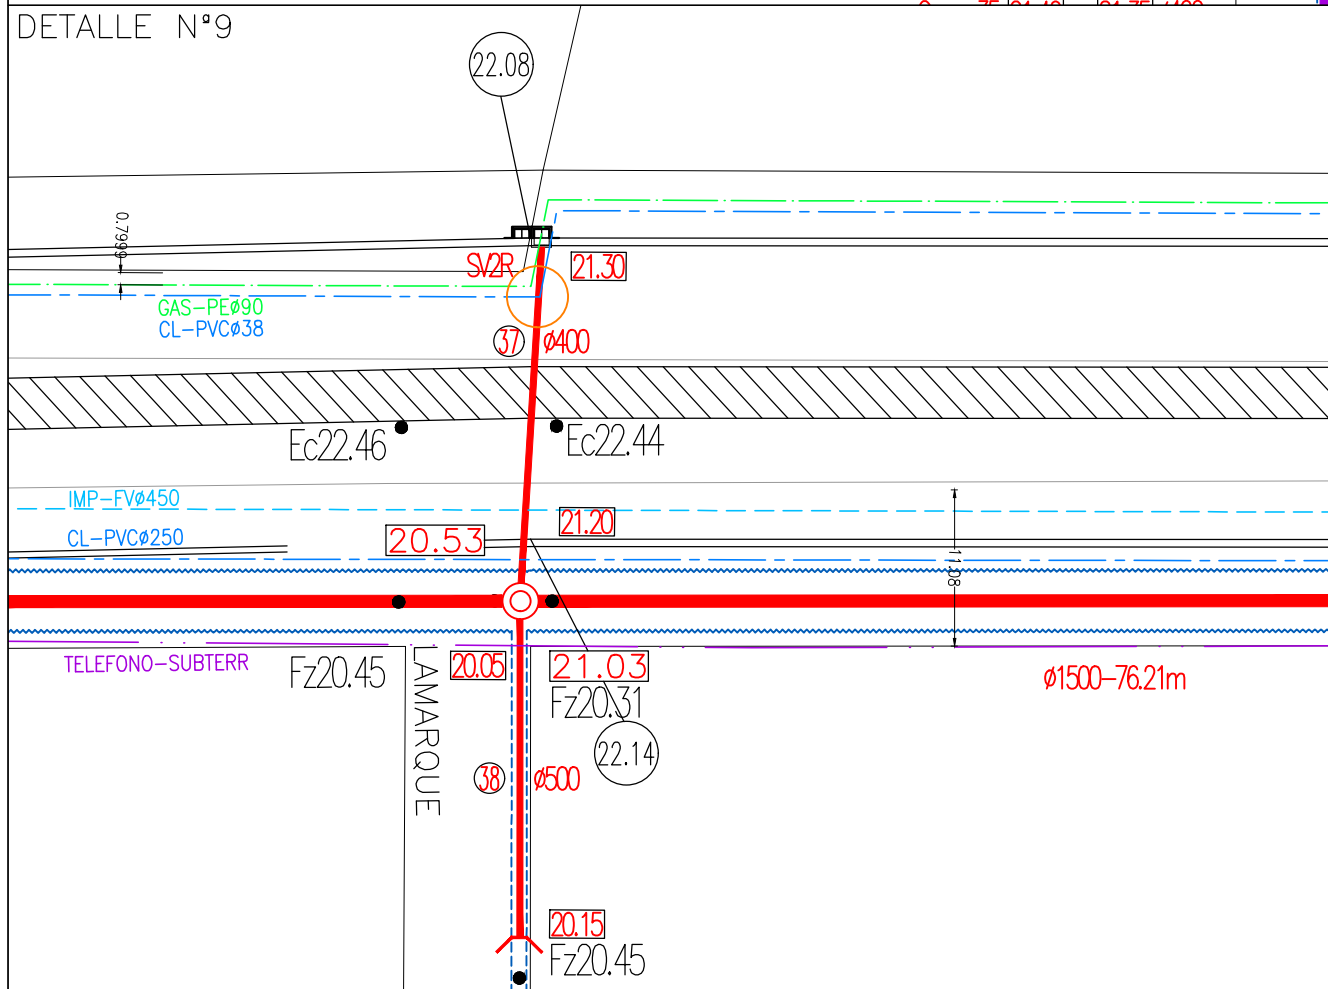 DETALLE N°9
22.08
0.7999
SV2R
21.30
GAS-PEø90
CL-PVCø38
37
ø400
Ec22.46
Ec22.44
IMP-FVø450
21.20
CL-PVCø250
20.53
11.08
TELEFONO-SUBTERR
Fz20.45
LAMARQUE
20.05
21.03
ø1500-76.21m
Fz20.31
22.14
38
ø500
20.15
Fz20.45